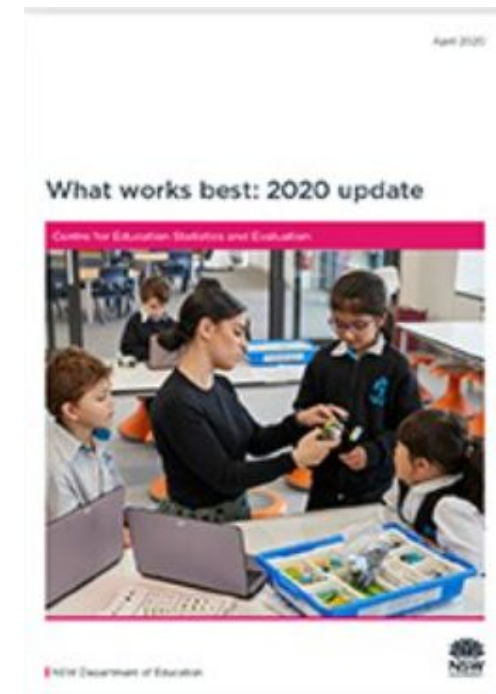 April 2020
What works best: 2020 update
Centre for Education Statistics and Evaluation
NSW Department of Education
NSW